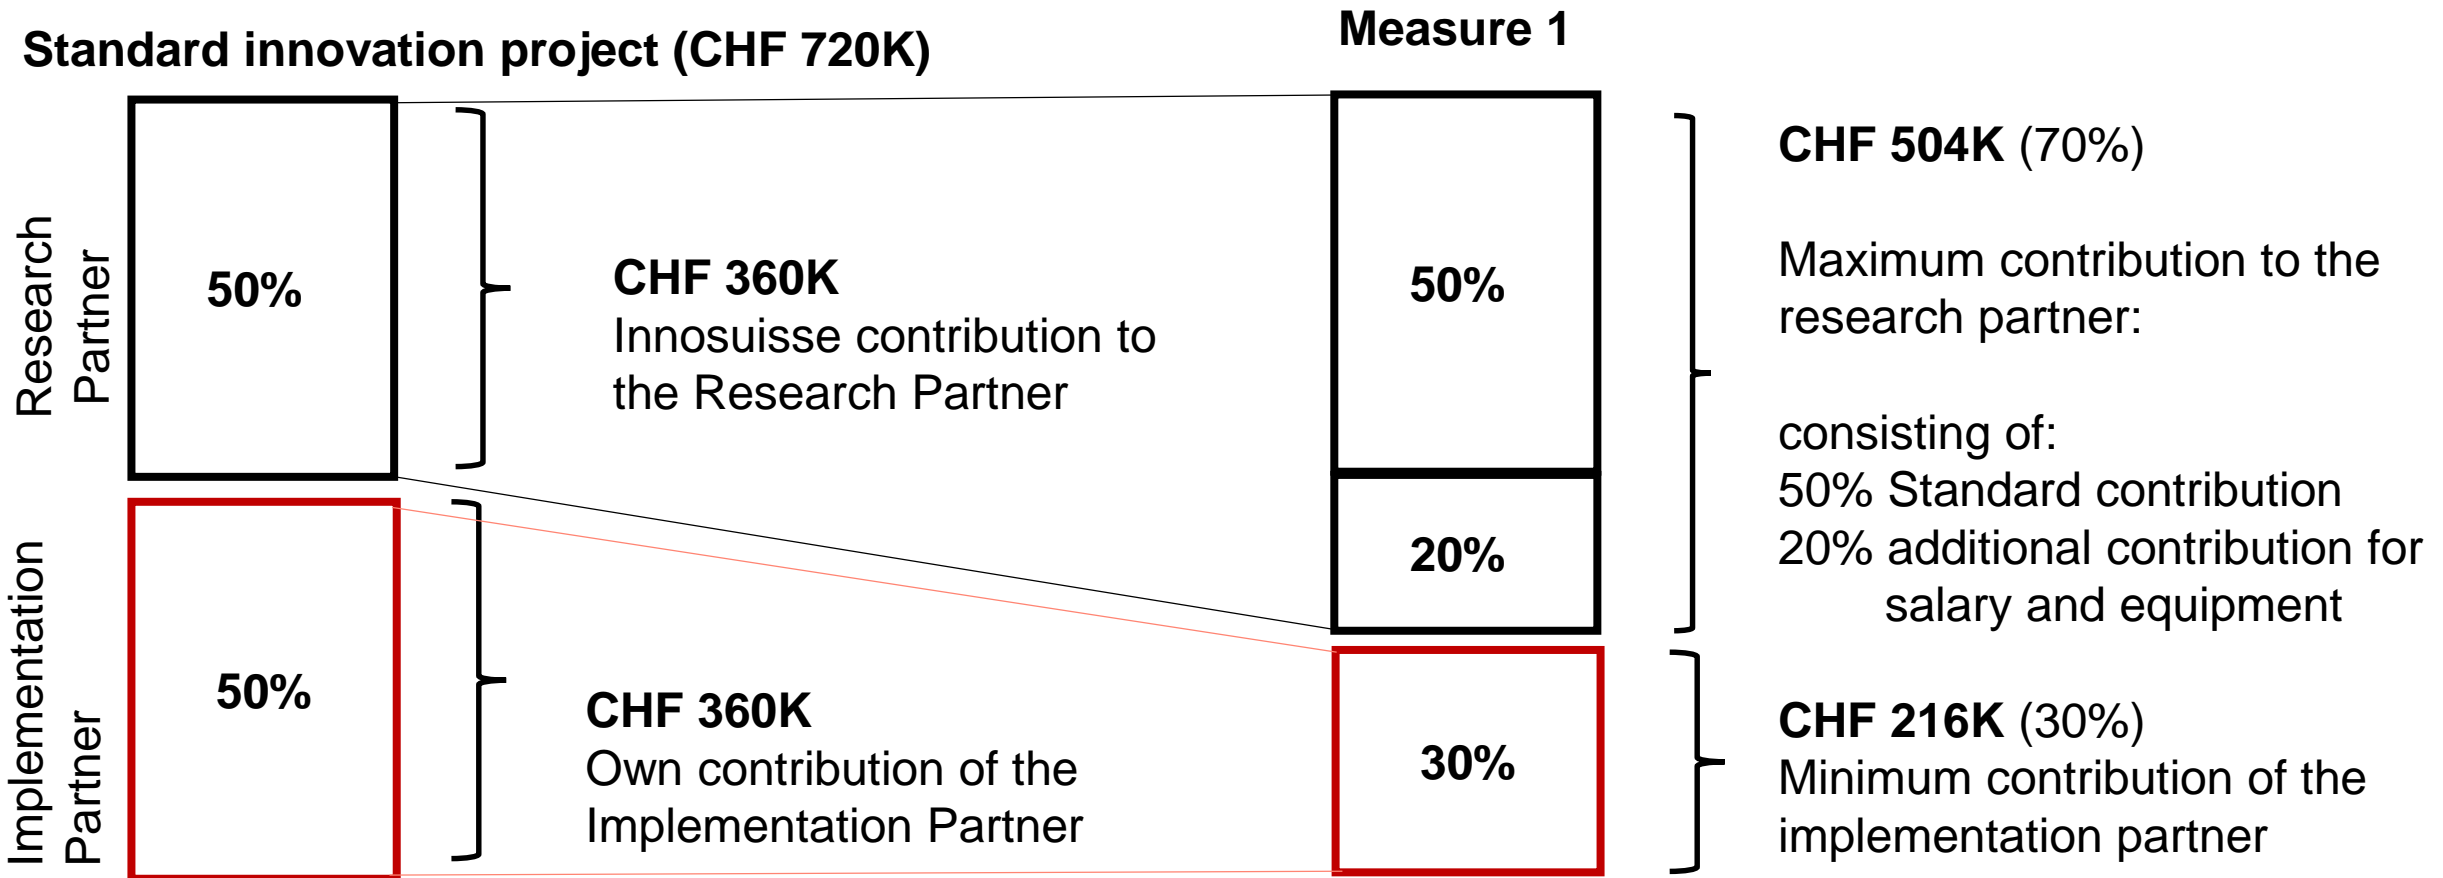 Standard innovation project (CHF 720K)
Measure 1
Research
Partner
50%
CHF 360K
Innosuisse contribution to
the Research Partner
50%
20%
CHF 504K (70%)
Maximum contribution to the
research partner:
consisting of:
50% Standard contribution
20% additional contribution for
salary and equipment
Implementation
Partner
50%
CHF 360K
Own contribution of the
Implementation Partner
30%
CHF 216K (30%)
Minimum contribution of the
implementation partner